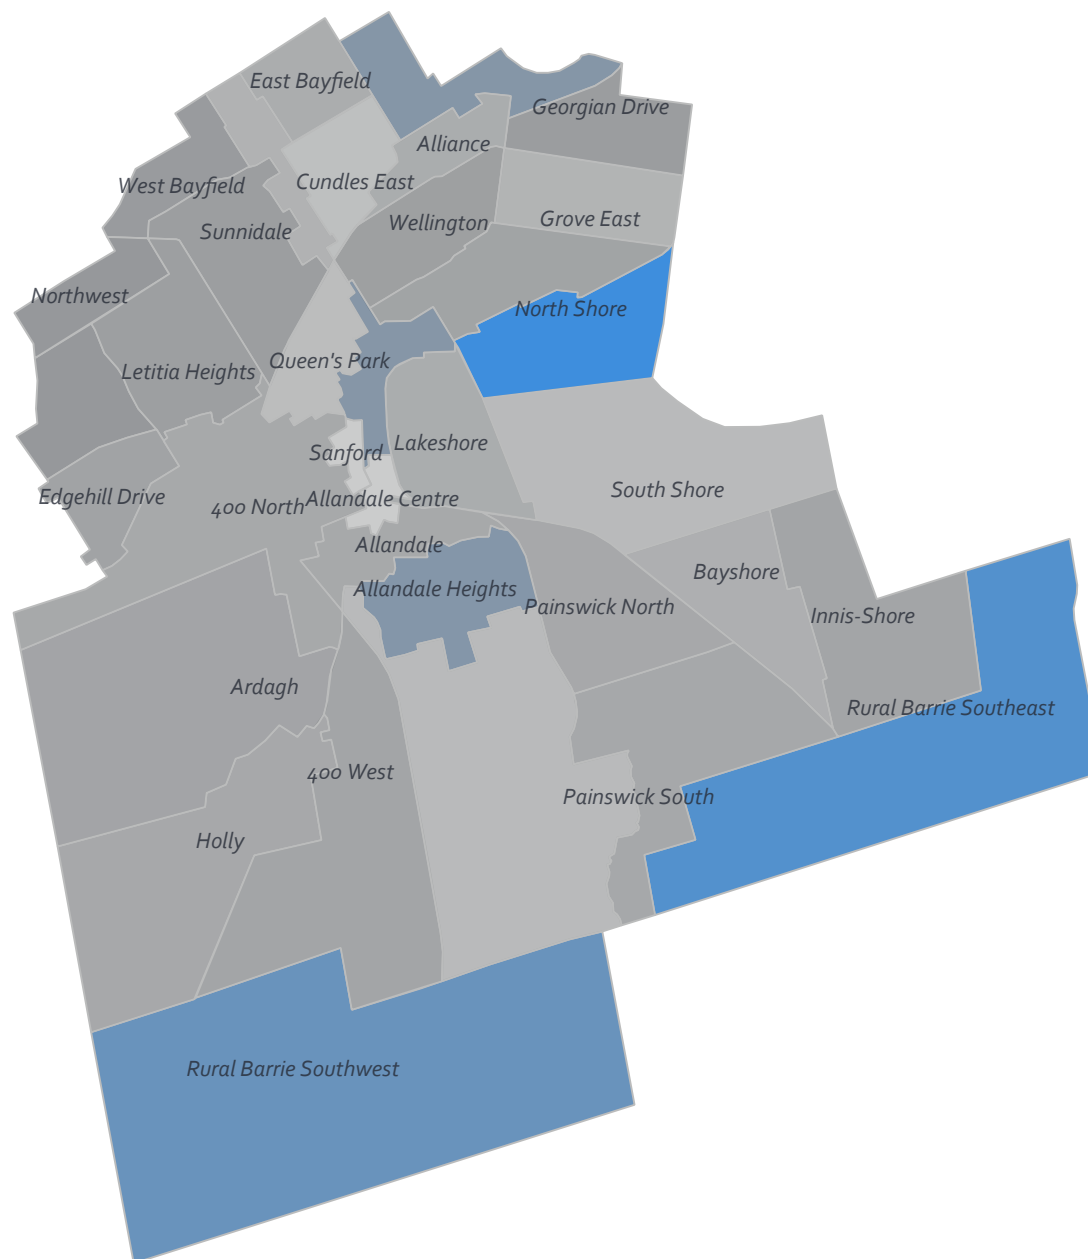 East Bayfield
Georgian Drive
Alliance
Cundles East
West Bayfield
Grove East
Wellington
Sunnidale
Northwest
North Shore
Queen's Park
Letitia Heights
Lakeshore
Sanford
South Shore
Edgehill Drive
Allandale Centre
400 North
Allandale
Bayshore
Allandale Heights
Painswick North
Innis-Shore
Ardagh
Rural Barrie Southeast
400 West
Painswick South
Holly
Rural Barrie Southwest